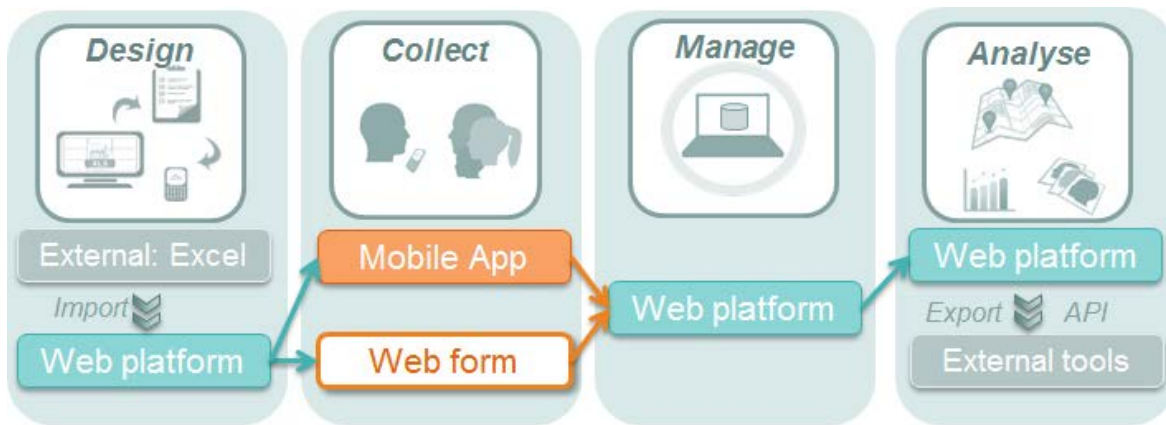 Design
Collect
Manage
Analyse
External: Excel
Import
Web platform
Mobile App
Web form
Web platform
Web platform
Export API
External tools